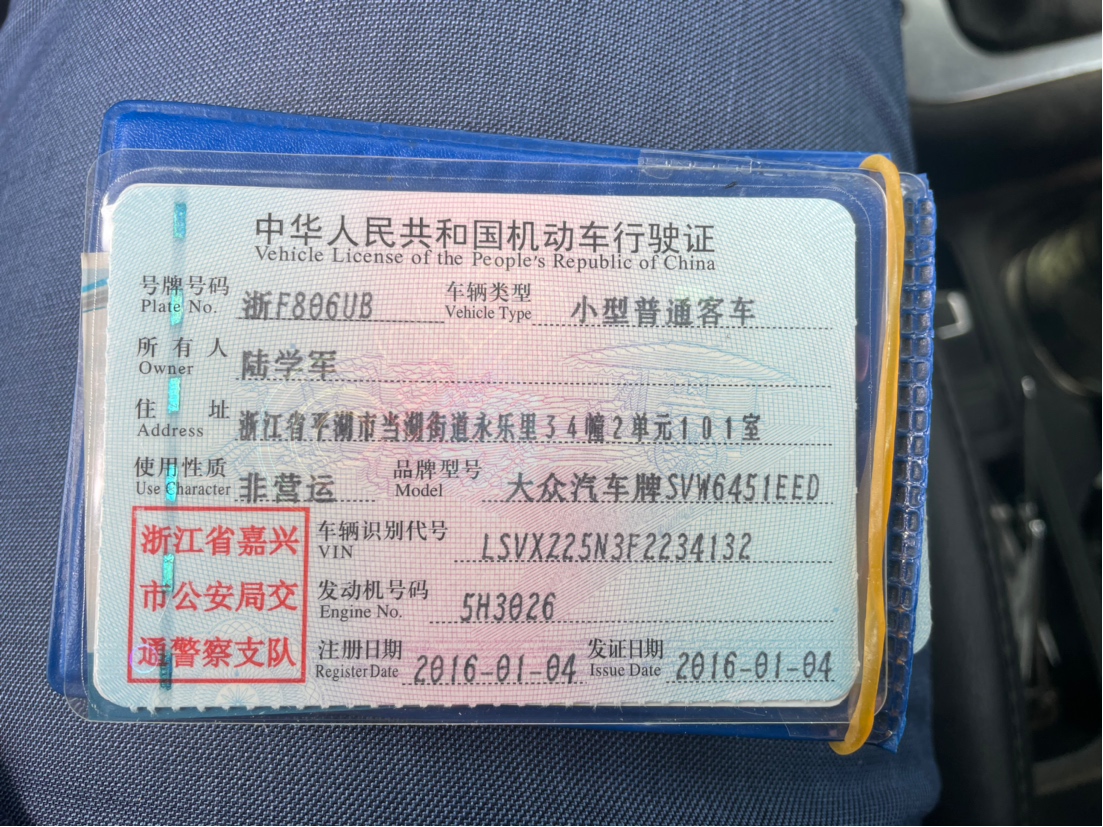 中华人民共和国机动车行驶证
Vehicle License of the People's Republic of China
号牌号码 浙F806UB 车辆类型 小型普通客车
Plate No. Vehicle Type
所有人 陆学军
Owner
住址 浙江省平湖市当湖街道永乐里34幢2单元101室
Address
使用性质 非营运 品牌型号 大众汽车牌SVW6451EED
Use Character Model
浙江省嘉兴
市公安局交
通警察支队
车辆识别代号 LSVXZ25N3F2234132
VIN
发动机号码 5H3026
Engine No.
注册日期 2016-01-04 发证日期 2016-01-04
Register Date Issue Date